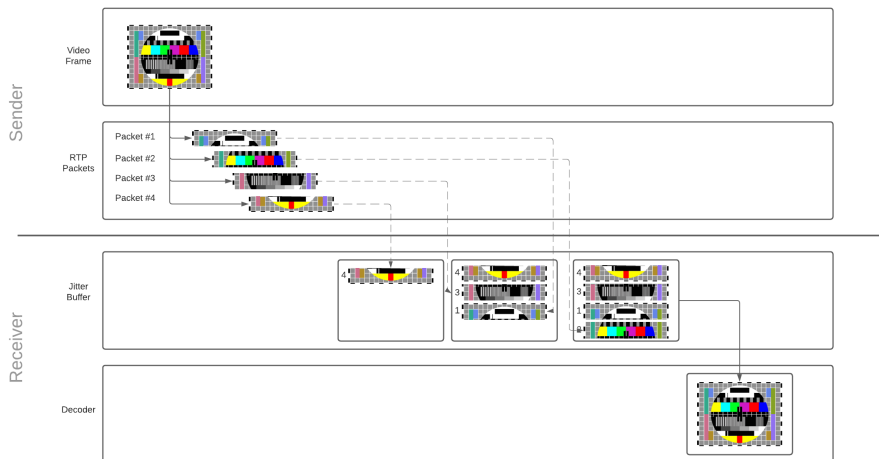 Sender
Video
Frame
RTP
Packets
Packet #1
Packet #2
Packet #3
Packet #4
Receiver
Jitter
Buffer
4
4
3
1
4
3
1
Decoder